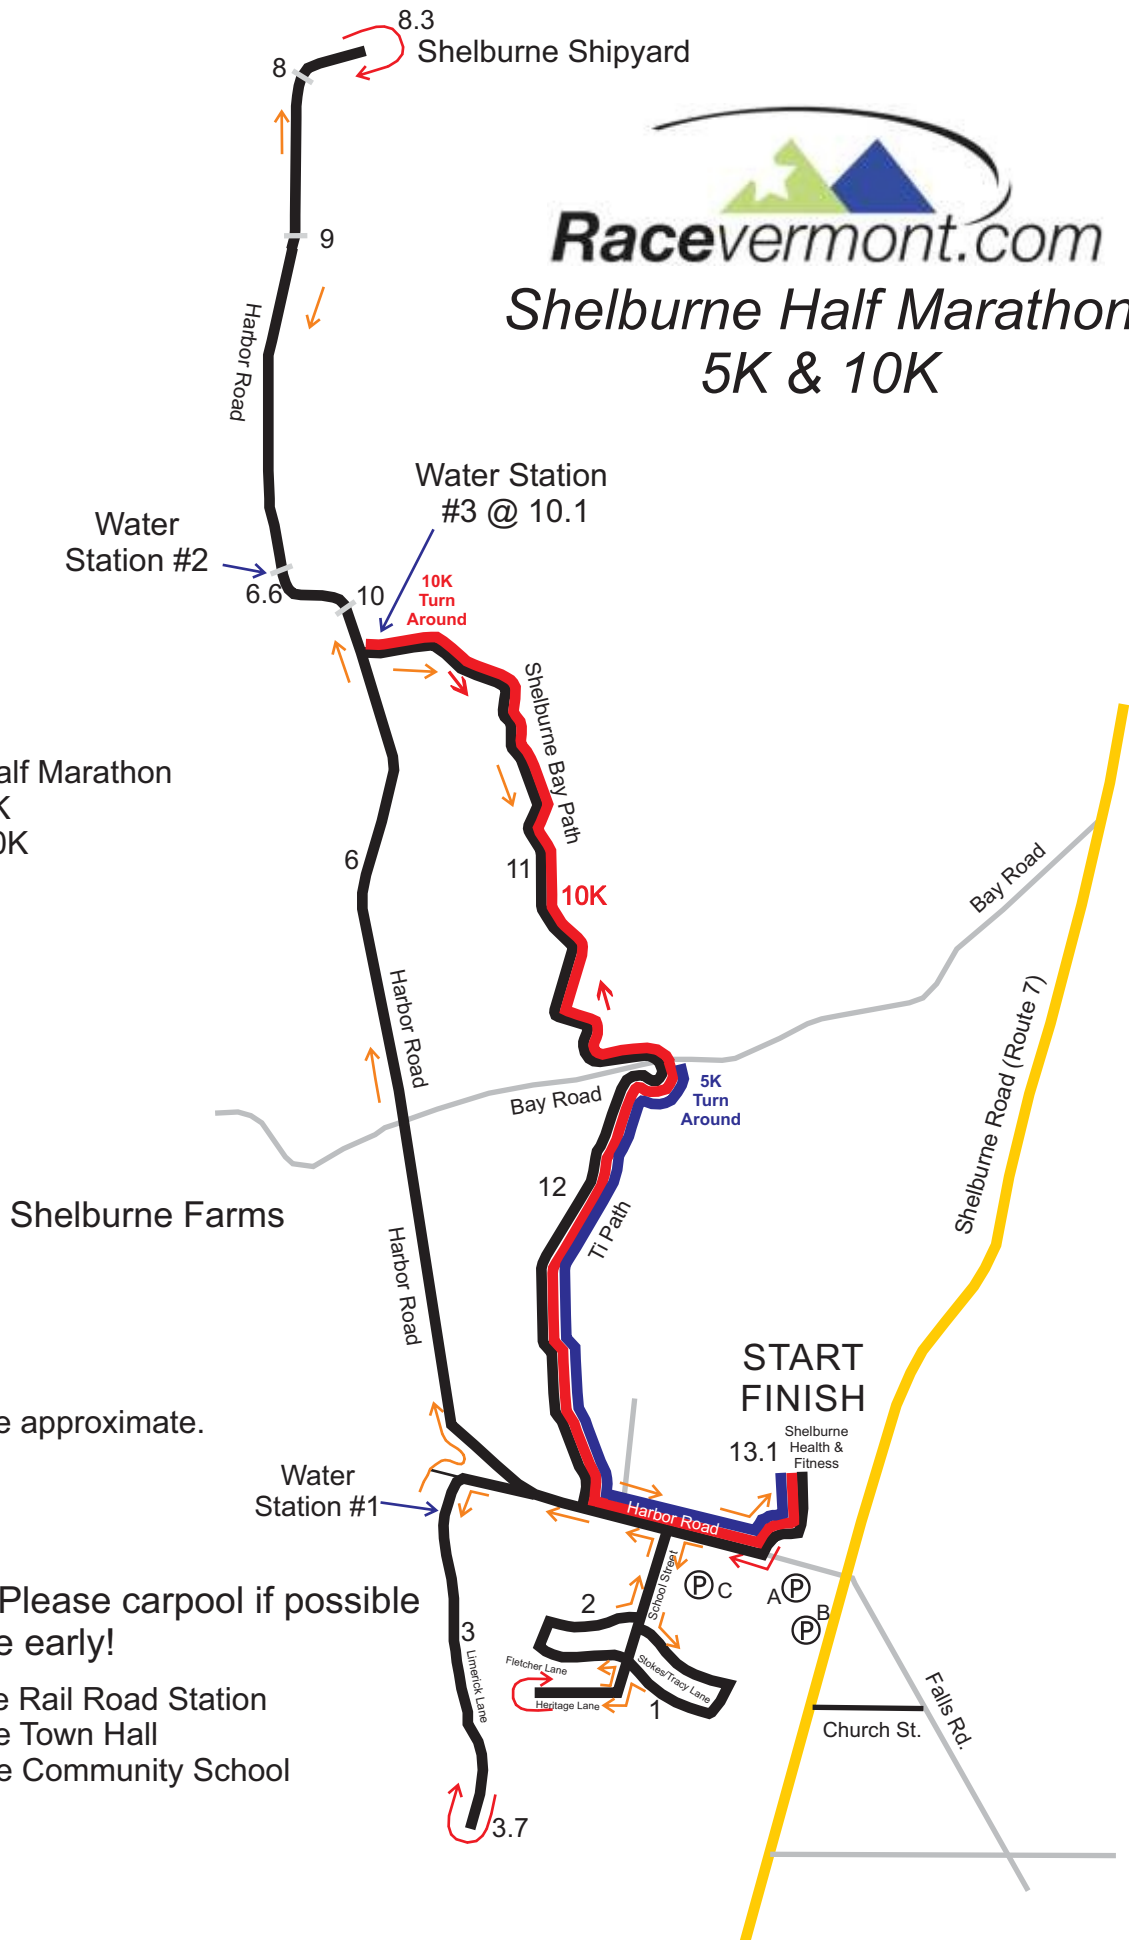 8.3
Shelburne Shipyard
8
Racevermont.com
Shelburne Half Marathon
5K & 10K
9
Harbor Road
Water Station
#3 @ 10.1
Water
Station #2
6.6
10
10K
Turn
Around
Shelburne Bay Path
alf Marathon
K
0K
6
11
10K
Bay Road
Harbor Road
Shelburne Road (Route 7)
Bay Road
5K
Turn
Around
12
Ti Path
Shelburne Farms
Harbor Road
START
FINISH
Shelburne
Health &
Fitness
13.1
e approximate.
Water
Station #1
Harbor Road
School Street
P C
A P
B
P
Please carpool if possible
e early!
2
3
Limerick Lane
Fletcher Lane
Stokes/Tracy Lane
Heritage Lane
1
e Rail Road Station
e Town Hall
e Community School
Church St.
Falls Rd.
3.7